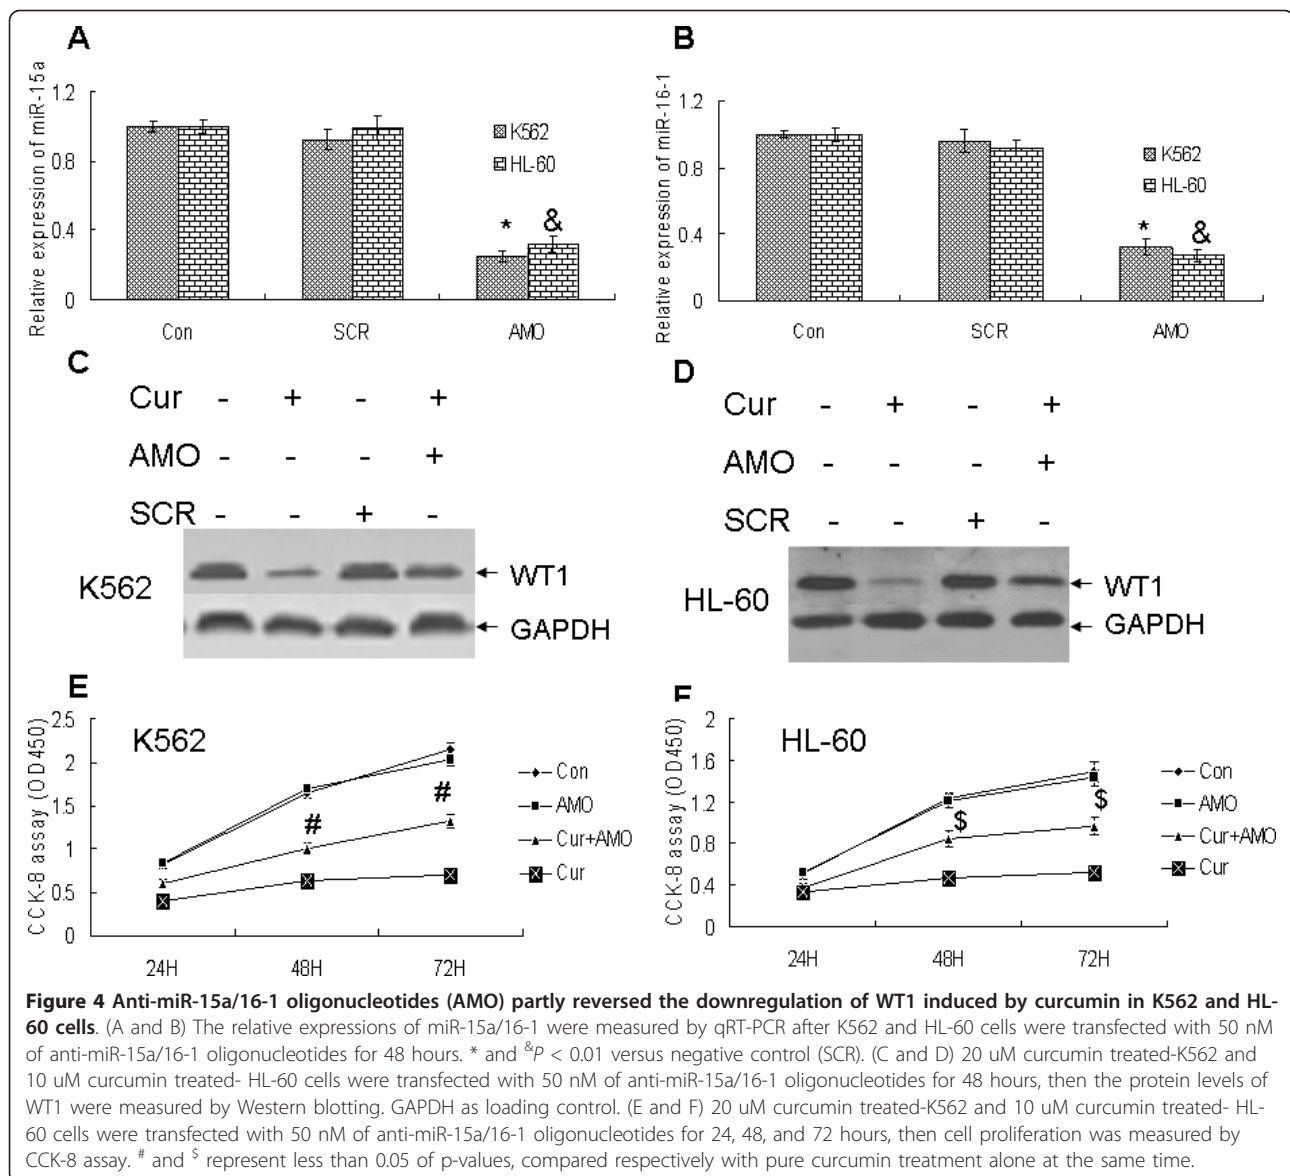 A
Relative expression of miR-15a
1.2
0.8
0.4
0
K562
HL-60
*
&
Con SCR AMO
B
Relative expression of miR-16-1
1.2
0.8
0.4
0
K562
HL-60
*
&
Con SCR AMO
C
Cur - + - +
AMO - - - +
SCR - - + -
K562
WT1
GAPDH
D
Cur - + - +
AMO - - - +
SCR - - + -
HL-60
WT1
GAPDH
E
CCK-8 assay (OD450)
2.5
2
1.5
1
0.5
0
K562
#
#
Con
AMO
Cur+AMO
Cur
24H 48H 72H
F
CCK-8 assay (OD450)
2
1.6
1.2
0.8
0.4
0
HL-60
$
$
Con
AMO
Cur+AMO
Cur
24H 48H 72H
Figure 4 Anti-miR-15a/16-1 oligonucleotides (AMO) partly reversed the downregulation of WT1 induced by curcumin in K562 and HL-
60 cells. (A and B) The relative expressions of miR-15a/16-1 were measured by qRT-PCR after K562 and HL-60 cells were transfected with 50 nM
of anti-miR-15a/16-1 oligonucleotides for 48 hours. * and &P < 0.01 versus negative control (SCR). (C and D) 20 uM curcumin treated-K562 and
10 uM curcumin treated- HL-60 cells were transfected with 50 nM of anti-miR-15a/16-1 oligonucleotides for 48 hours, then the protein levels of
WT1 were measured by Western blotting. GAPDH as loading control. (E and F) 20 uM curcumin treated-K562 and 10 uM curcumin treated- HL-
60 cells were transfected with 50 nM of anti-miR-15a/16-1 oligonucleotides for 24, 48, and 72 hours, then cell proliferation was measured by
CCK-8 assay. # and $ represent less than 0.05 of p-values, compared respectively with pure curcumin treatment alone at the same time.